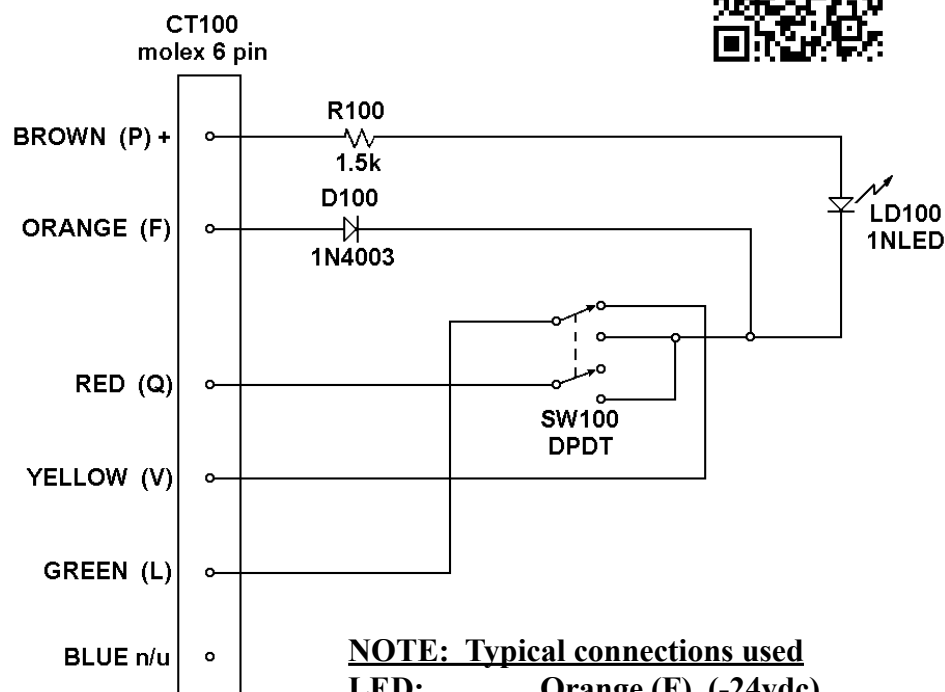 CT100
molex 6 pin
R100
BROWN (P) +
1.5k
D100
ORANGE (F)
1N4003
LD100
1NLED
RED (Q)
SW100
DPDT
YELLOW (V)
GREEN (L)
BLUE n/u
NOTE: Typical connections used
LED: Orange (F) (-24vdc)